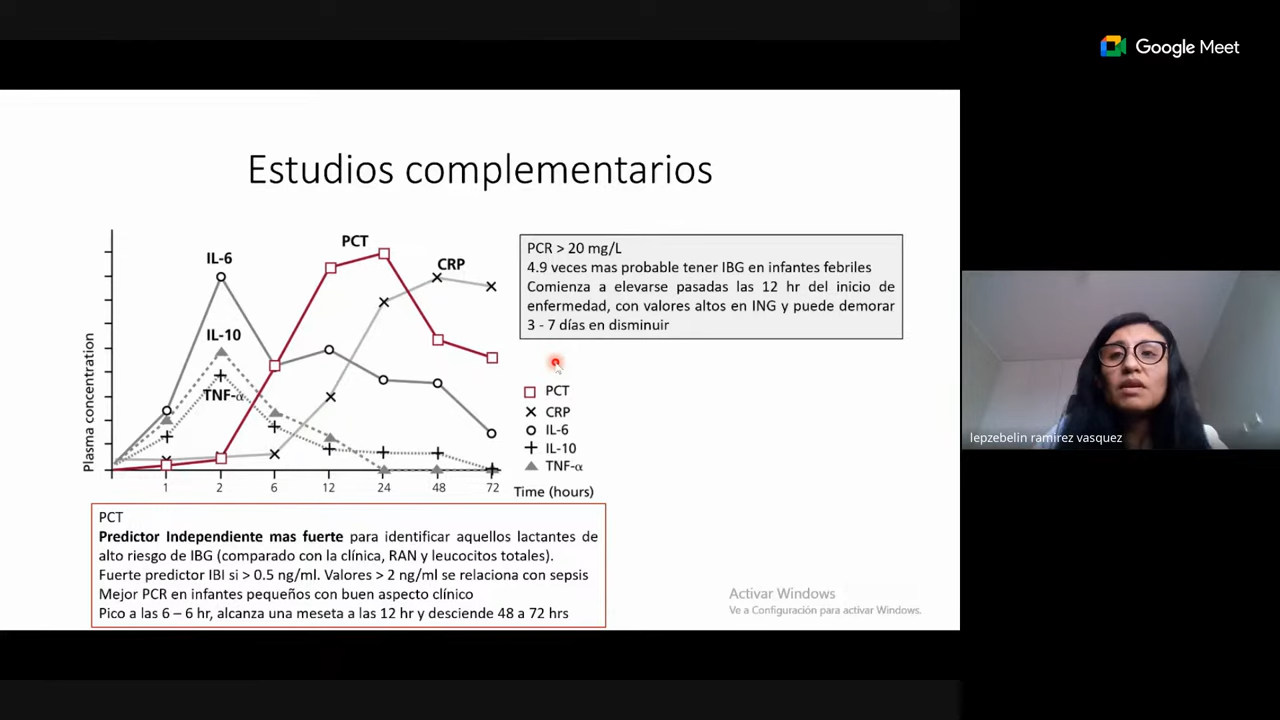 Google Meet
Estudios complementarios
PCT
IL-6
CRP
IL-10
TNF-α
Plasma concentration
1 2 6 12 24 48 72
Time (hours)
PCR > 20 mg/L
4.9 veces mas probable tener IBG en infantes febriles
Comienza a elevarse pasadas las 12 hr del inicio de
enfermedad, con valores altos en ING y puede demorar
3 - 7 días en disminuir
PCT
CRP
IL-6
IL-10
TNF-α
PCT
Predictor Independiente mas fuerte para identificar aquellos lactantes de
alto riesgo de IBG (comparado con la clínica, RAN y leucocitos totales).
Fuerte predictor IBI si > 0.5 ng/ml. Valores > 2 ng/ml se relaciona con sepsis
Mejor PCR en infantes pequeños con buen aspecto clínico
Pico a las 6 – 6 hr, alcanza una meseta a las 12 hr y desciende 48 a 72 hrs
Activar Windows
Ve a Configuración para activar Windows.
lepzebelin ramirez vasquez